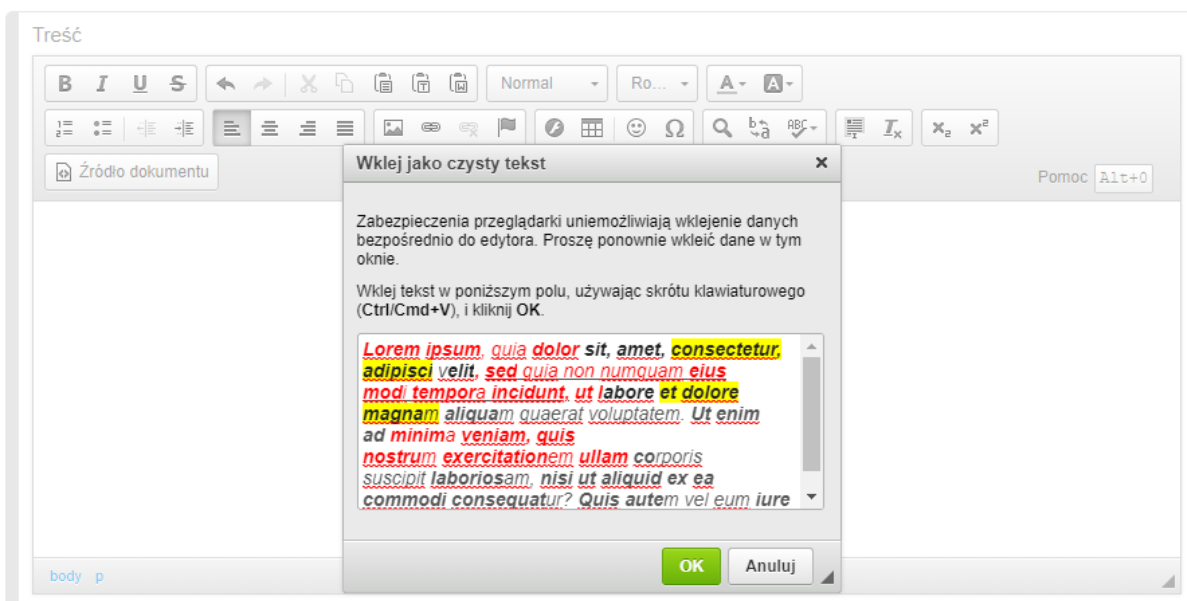 Treść
B I U S Normal Ro... A A
ABC Ix x₂ x²
Źródło dokumentu Pomoc Alt+0
Wklej jako czysty tekst
Zabezpieczenia przeglądarki uniemożliwiają wklejenie danych
bezpośrednio do edytora. Proszę ponownie wkleić dane w tym
oknie.
Wklej tekst w poniższym polu, używając skrótu klawiaturowego
(Ctrl/Cmd+V), i kliknij OK.
Lorem ipsum, quia dolor sit, amet, consectetur,
adipisci velit, sed quia non numquam eius
modi tempora incidunt, ut labore et dolore
magnam aliquam quaerat voluptatem. Ut enim
ad minima veniam, quis
nostrum exercitationem ullam corporis
suscipit laboriosam, nisi ut aliquid ex ea
commodi consequatur? Quis autem vel eum iure
OK Anuluj
body p